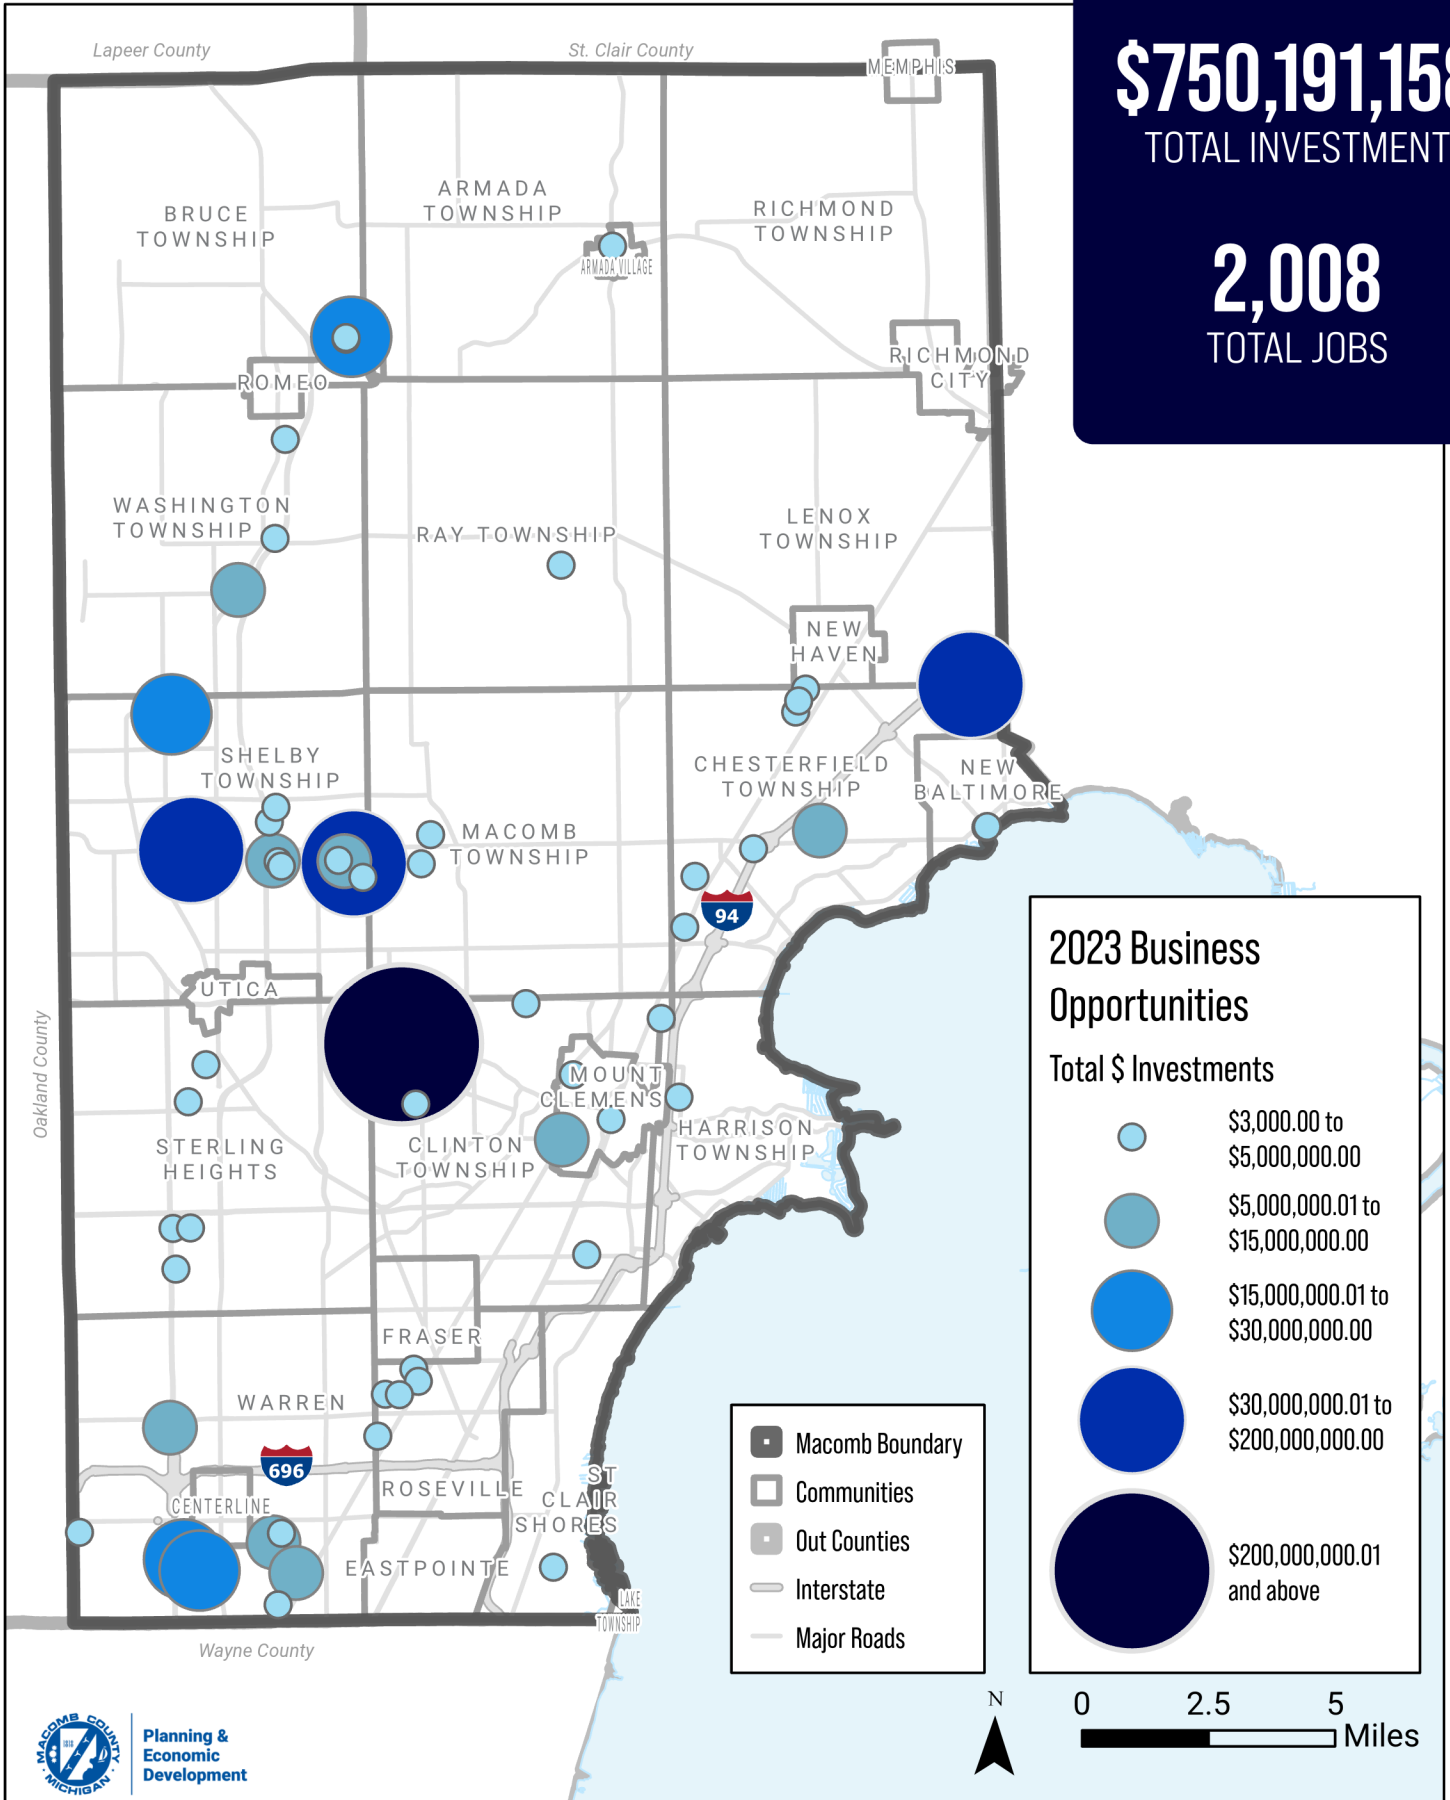 Lapeer County
St. Clair County
MEMPHIS
$750,191,15
TOTAL INVESTMENT
2,008
TOTAL JOBS
BRUCE
TOWNSHIP
ARMADA
TOWNSHIP
RICHMOND
TOWNSHIP
ARMADA VILLAGE
RICHMOND
CITY
ROMEO
WASHINGTON
TOWNSHIP
RAY TOWNSHIP
LENOX
TOWNSHIP
NEW
HAVEN
SHELBY
TOWNSHIP
CHESTERFIELD
TOWNSHIP
NEW
BALTIMORE
MACOMB
TOWNSHIP
94
UTICA
Oakland County
MOUNT
CLEMENS
STERLING
HEIGHTS
CLINTON
TOWNSHIP
HARRISON
TOWNSHIP
FRASER
WARREN
696
ROSEVILLE
CENTERLINE
ST
CLAIR
SHORES
EASTPOINTE
LAKE
TOWNSHIP
Wayne County
2023 Business
Opportunities
Total $ Investments
$3,000.00 to
$5,000,000.00
$5,000,000.01 to
$15,000,000.00
$15,000,000.01 to
$30,000,000.00
$30,000,000.01 to
$200,000,000.00
$200,000,000.01
and above
Macomb Boundary
Communities
Out Counties
Interstate
Major Roads
N
0 2.5 5
Miles
MACOMB COUNTY
MICHIGAN
Planning &
Economic
Development